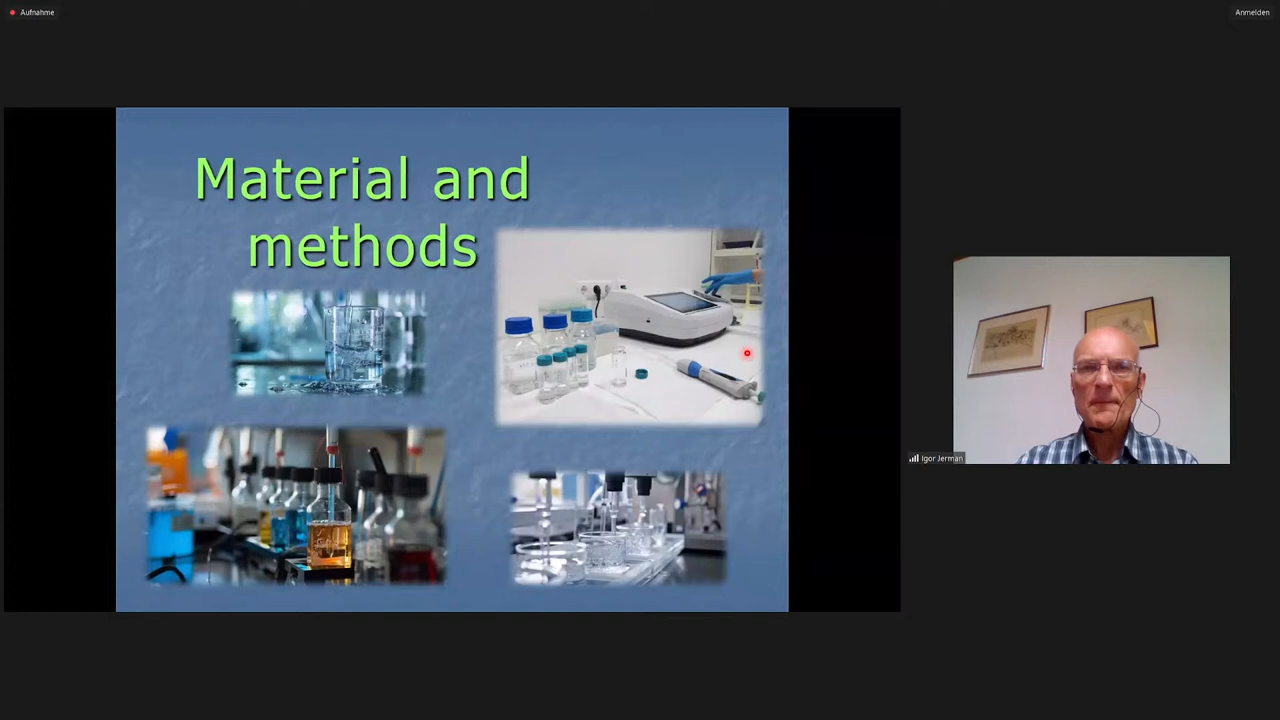 Aufnahme
Anmelden
Material and
methods
Igor Jerman